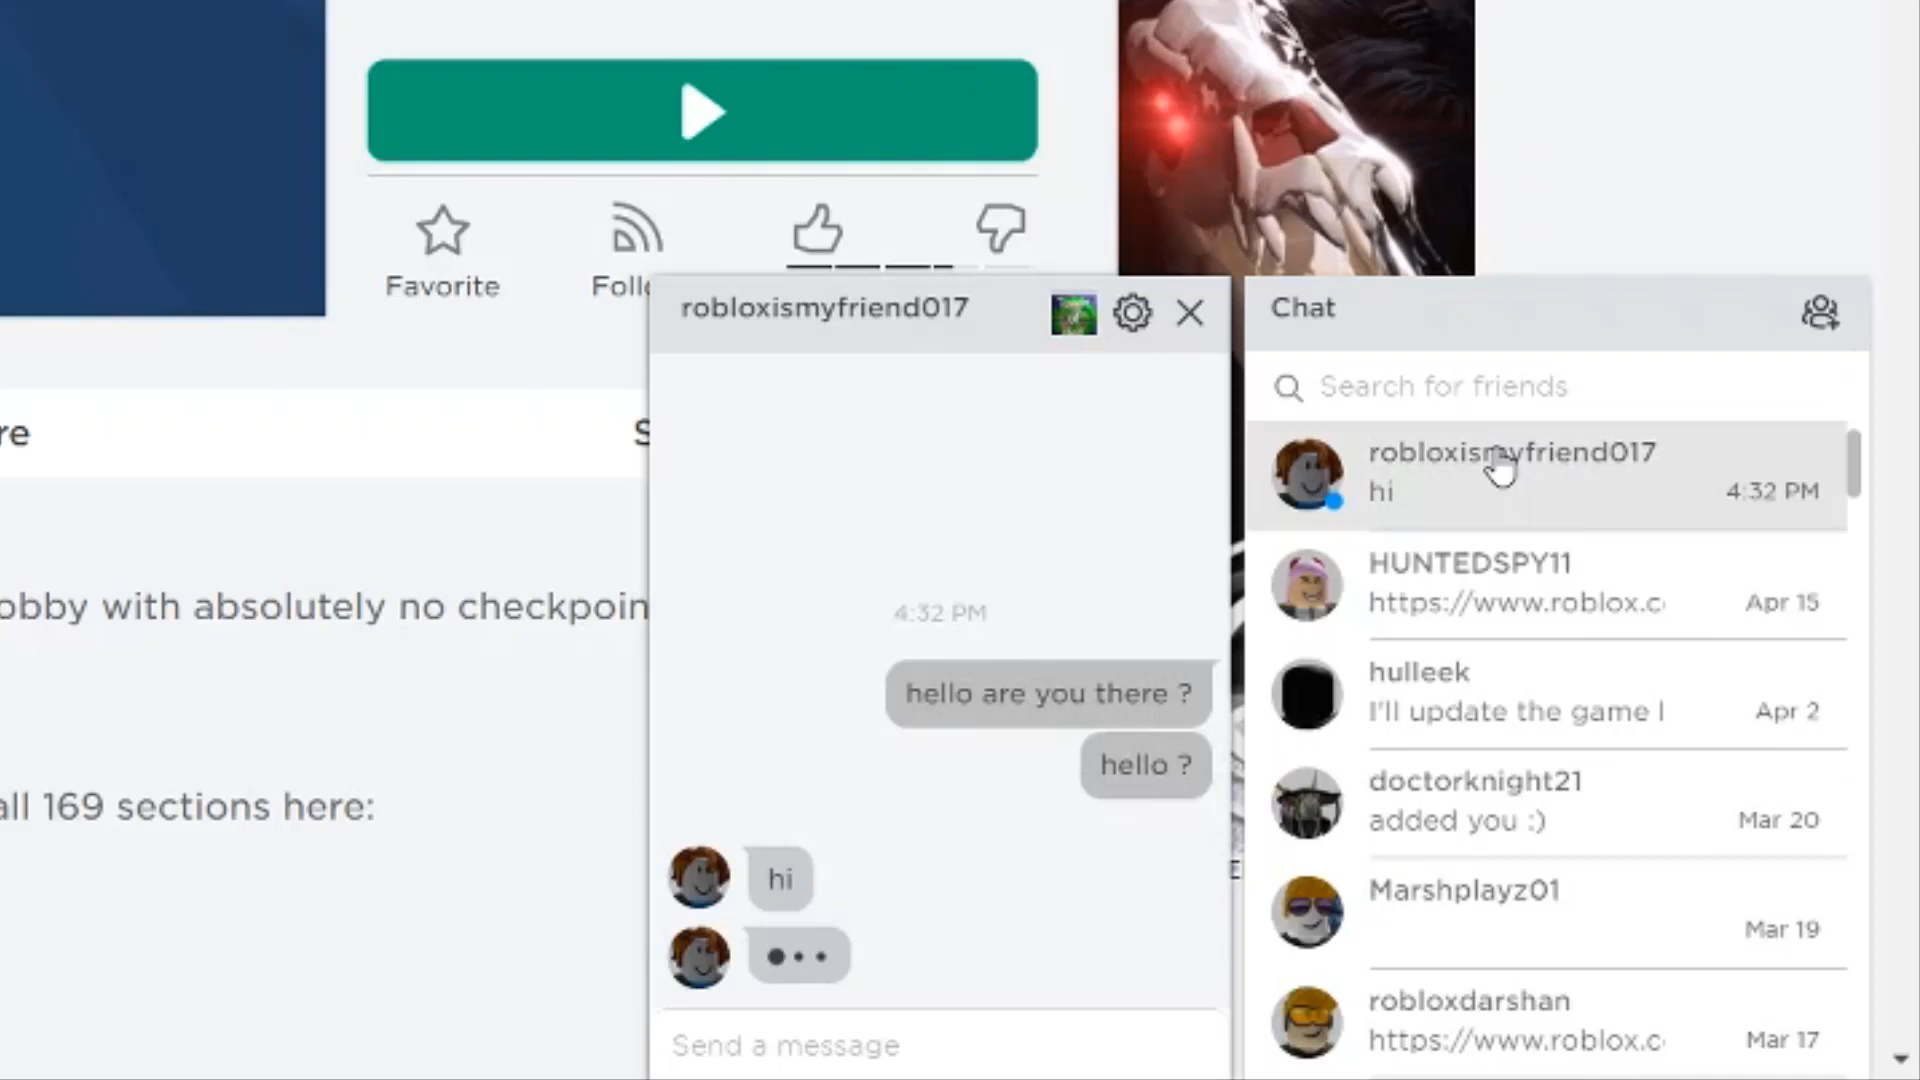 Favorite
Follo
re
S
obby with absolutely no checkpoin
all 169 sections here:
robloxismyfriend017
4:32 PM
hello are you there ?
hello ?
hi
Send a message
Chat
Search for friends
robloxismyfriend017
hi 4:32 PM
HUNTEDSPY11
https://www.roblox.c Apr 15
hulleek
I'll update the game l Apr 2
doctorknight21
added you :) Mar 20
Marshplayz01
Mar 19
robloxdarshan
https://www.roblox.c Mar 17